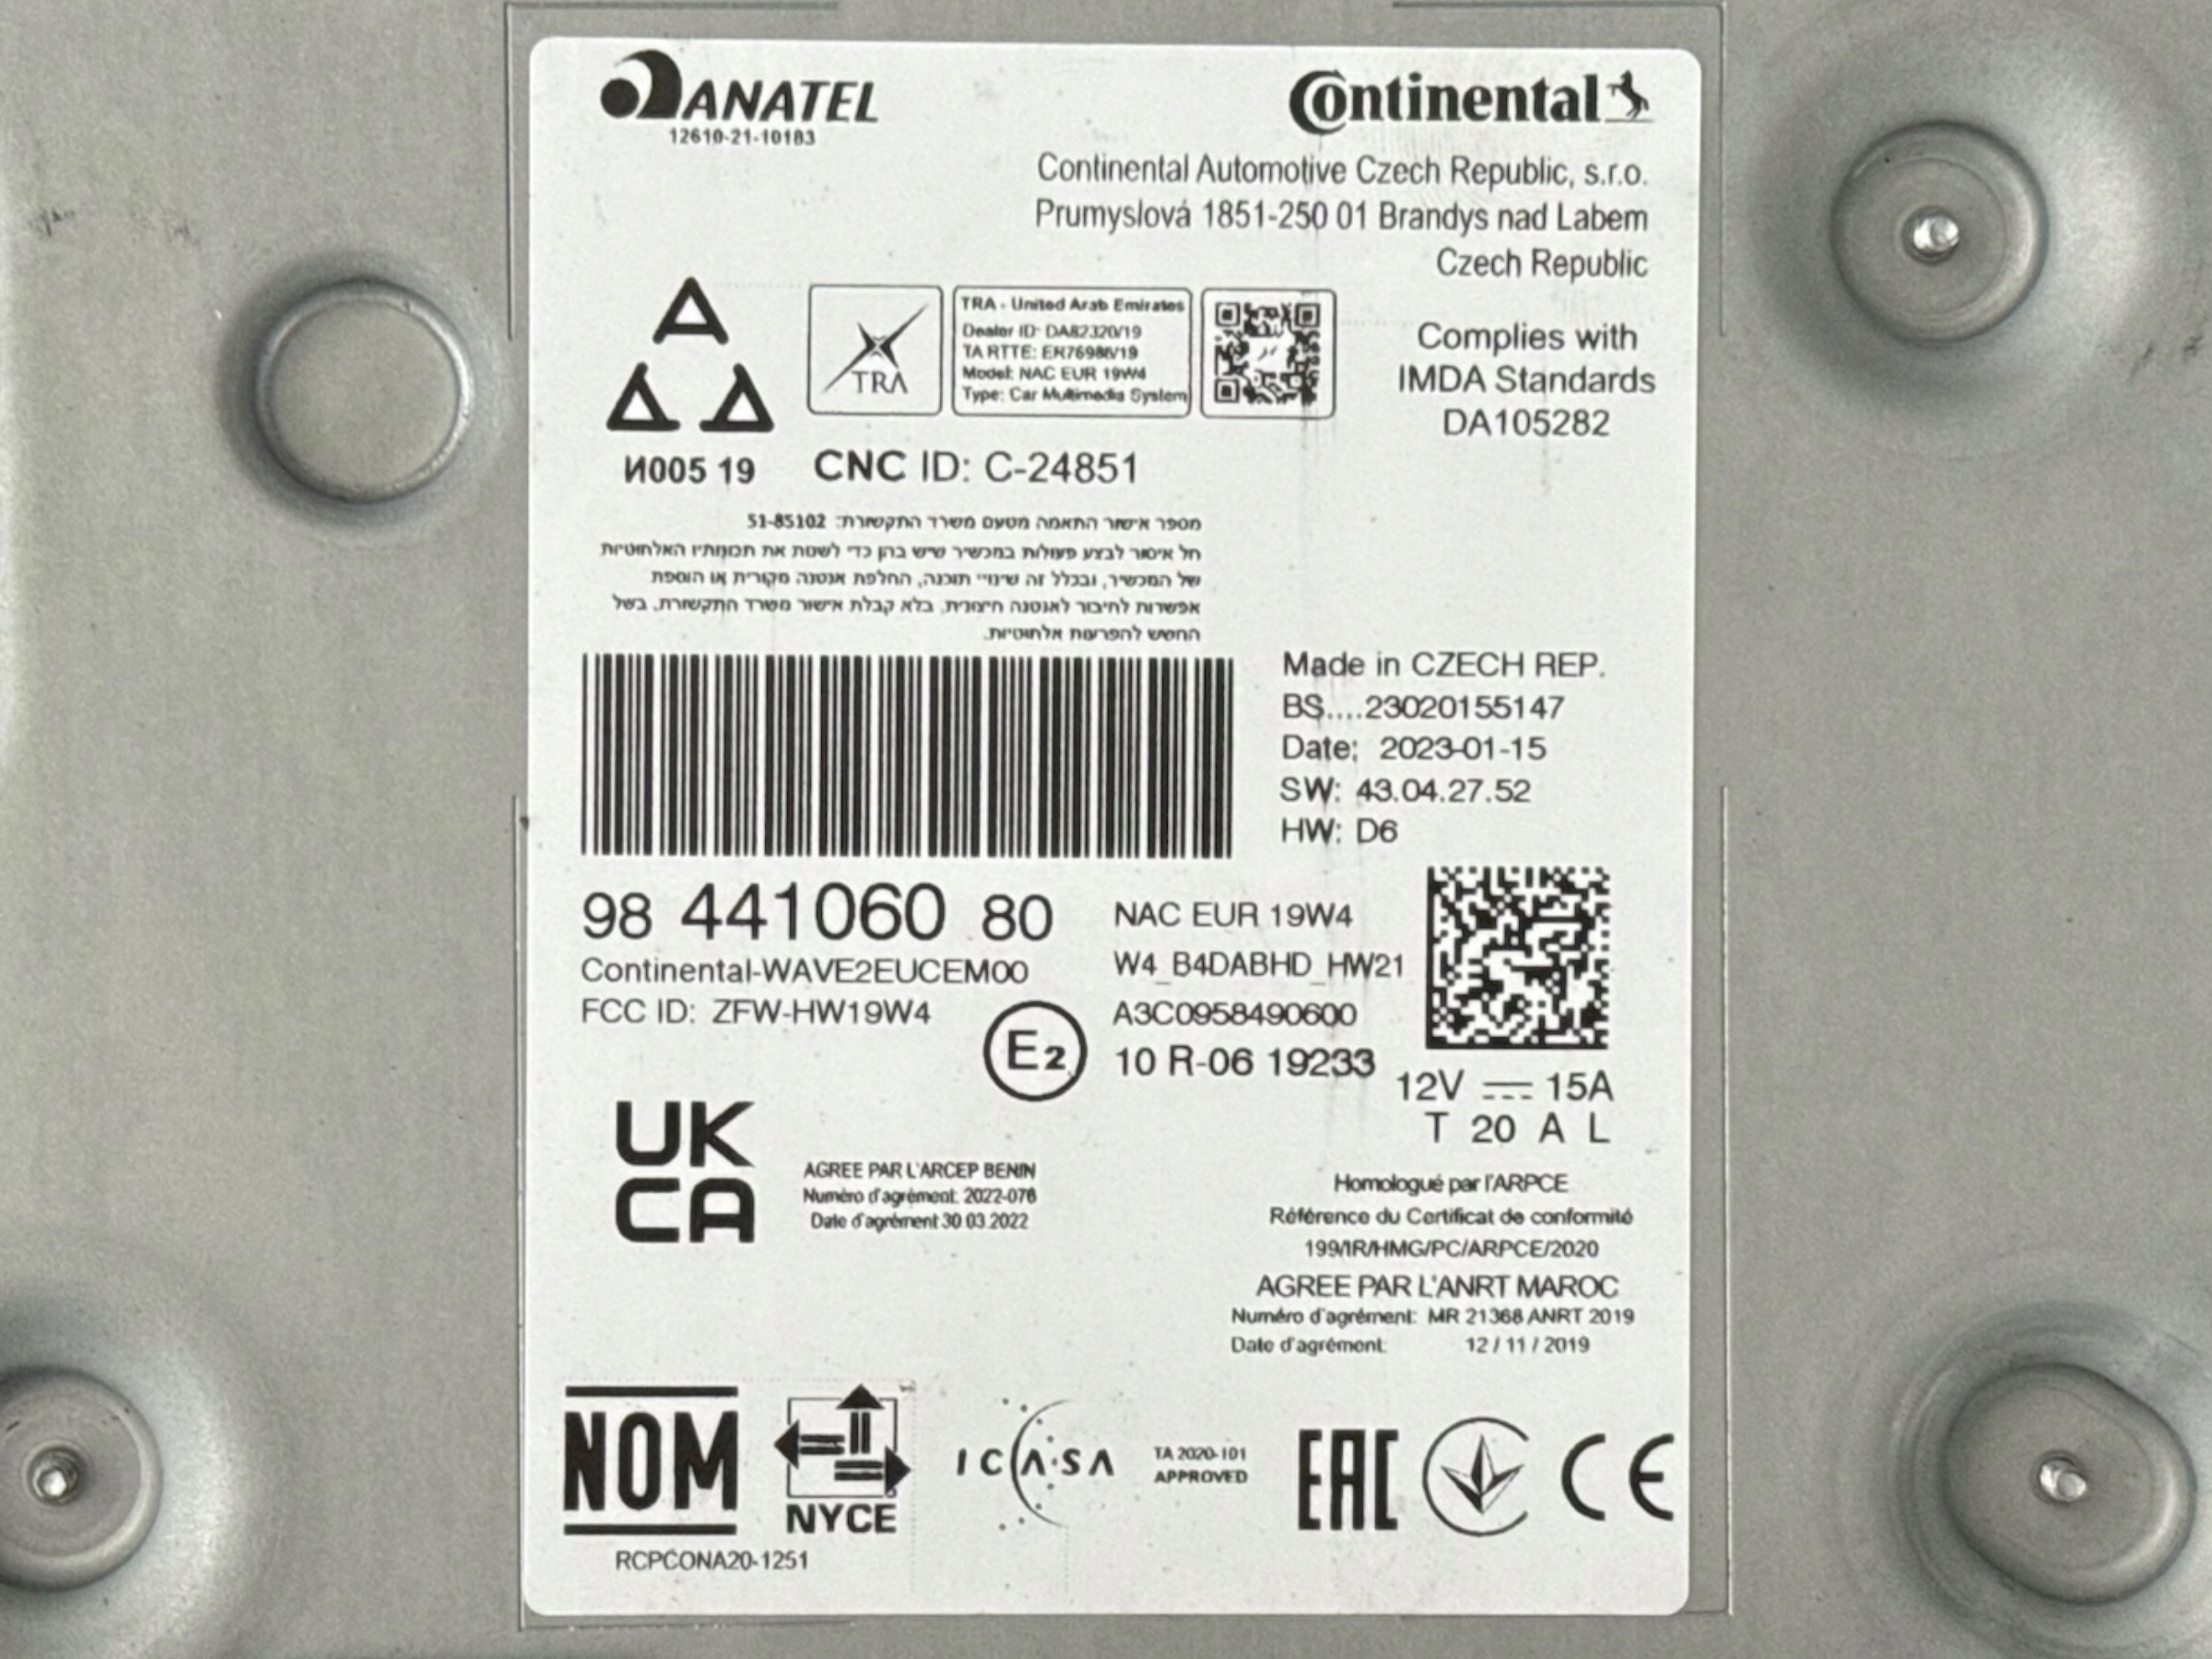 ANATEL
12610-21-10183
Continental
Continental Automotive Czech Republic, s.r.o.
Prumyslová 1851-250 01 Brandys nad Labem
Czech Republic
TRA
TRA - United Arab Emirates
Dealer ID: DA82320/19
TA RTTE: ER76986/19
Model: NAC EUR 19W4
Type: Car Multimedia System
Complies with
IMDA Standards
DA105282
И005 19
CNC ID: C-24851
מספר אישור התאמה מטעם משרד התקשורת: 51-85102
חל איסור לבצע פעולות במכשיר שיש בהן כדי לשנות את תכונותיו האלחוטיות
של המכשיר, ובכלל זה שינויי תוכנה, החלפת אנטנה מקורית או הוספת
אפשרות לחיבור לאנטנה חיצונית, בלא קבלת אישור משרד התקשורת, בשל
החשש להפרעות אלחוטיות.
Made in CZECH REP.
BS....23020155147
Date: 2023-01-15
SW: 43.04.27.52
HW: D6
98 441060 80
Continental-WAVE2EUCEM00
FCC ID: ZFW-HW19W4
NAC EUR 19W4
W4_B4DABHD_HW21
A3C0958490600
E2
10 R-06 19233
12V 15A
T 20 A L
UK
CA
AGREE PAR L'ARCEP BENIN
Numéro d'agrément: 2022-076
Date d'agrément 30 03 2022
Homologué par l'ARPCE
Référence du Certificat de conformité
199/IR/HMG/PC/ARPCE/2020
AGREE PAR L'ANRT MAROC
Numéro d'agrément: MR 21368 ANRT 2019
Date d'agrément: 12 / 11 / 2019
NOM
NYCE
ICASA
TA 2020-101
APPROVED
EAC
CE
RCPCONA20-1251